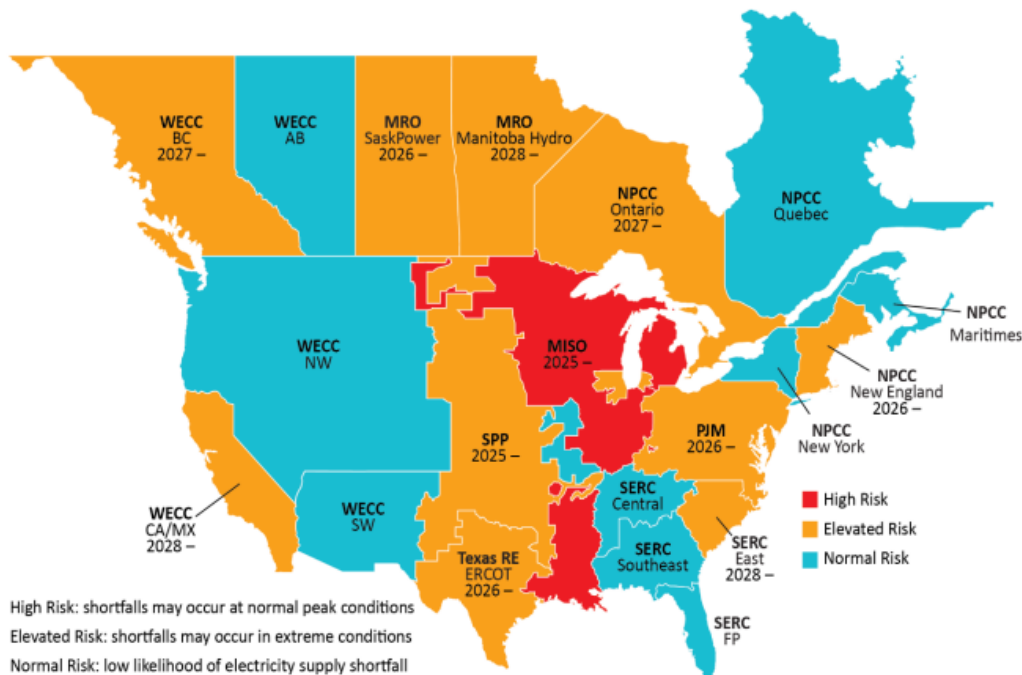 WECC
BC
2027 –
WECC
AB
MRO
SaskPower
2026 –
MRO
Manitoba Hydro
2028 –
NPCC
Ontario
2027 –
NPCC
Quebec
NPCC
Maritimes
WECC
NW
MISO
2025 –
NPCC
New England
2026 –
NPCC
New York
PJM
2026 –
SPP
2025 –
WECC
CA/MX
2028 –
WECC
SW
SERC
Central
SERC
Southeast
SERC
East
2028 –
Texas RE
ERCOT
2026 –
SERC
FP
High Risk
Elevated Risk
Normal Risk
High Risk: shortfalls may occur at normal peak conditions
Elevated Risk: shortfalls may occur in extreme conditions
Normal Risk: low likelihood of electricity supply shortfall